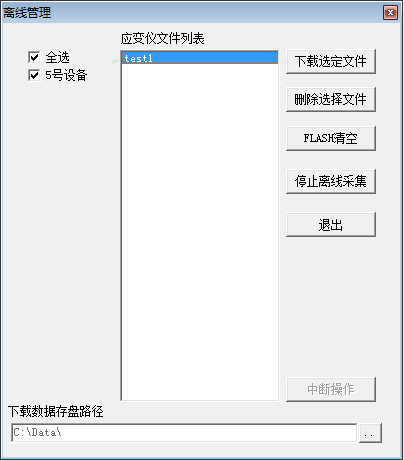 离线管理
应变仪文件列表
全选
5号设备
test1
下载选定文件
删除选择文件
FLASH青空
停止离线采集
退出
中断操作
下载数据存盘路径
C:\Data\
..